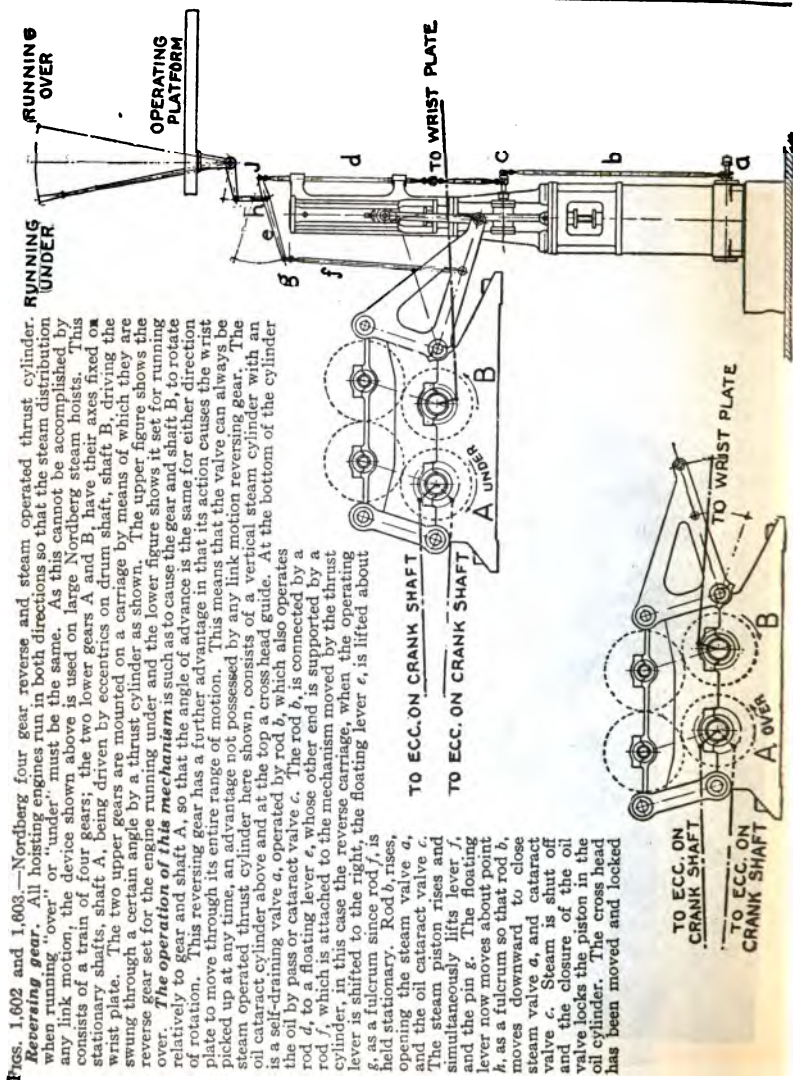 FIGS. 1,602 and 1,603.—Nordberg four gear reverse and steam operated thrust cylinder.
Reversing gear. All hoisting engines run in both directions so that the steam distribution
when running "over" or "under" must be the same. As this cannot be accomplished by
any link motion, the device shown above is used on large Nordberg steam hoists. This
consists of a train of four gears; the two lower gears A and B, have their axes fixed on
stationary shafts, shaft A, being driven by eccentrics on drum shaft, shaft B, driving the
wrist plate. The two upper gears are mounted on a carriage by means of which they are
swung through a certain angle by a thrust cylinder as shown. The upper figure shows the
reverse gear set for the engine running under and the lower figure shows it set for running
over. The operation of this mechanism is such as to cause the gear and shaft B, to rotate
relatively to gear and shaft A, so that the angle of advance is the same for either direction
of rotation. This reversing gear has a further advantage in that its action causes the wrist
plate to move through its entire range of motion. This means that the valve can always be
picked up at any time, an advantage not possessed by any link motion reversing gear. The
steam operated thrust cylinder here shown, consists of a vertical steam cylinder with an
oil cataract cylinder above and at the top a cross head guide. At the bottom of the cylinder
is a self-draining valve a, operated by rod b, which also operates
the oil by pass or cataract valve c. The rod b, is connected by a
rod d, to a floating lever e, whose other end is supported by a
rod f, which is attached to the mechanism moved by the thrust
cylinder, in this case the reverse carriage, when the operating
lever is shifted to the right, the floating lever e, is lifted about
g, as a fulcrum since rod f, is
held stationary. Rod b, rises,
opening the steam valve a,
and the oil cataract valve c.
The steam piston rises and
simultaneously lifts lever f,
and the pin g. The floating
lever now moves about point
h, as a fulcrum so that rod b,
moves downward to close
steam valve a, and cataract
valve c. Steam is shut off
and the closure of the oil
valve locks the piston in the
oil cylinder. The cross head
has been moved and locked
RUNNING
UNDER
RUNNING
OVER
OPERATING
PLATFORM
J
h
e
g
f
d
TO WRIST PLATE
c
b
a
A
UNDER
B
TO ECC. ON CRANK SHAFT
TO ECC. ON CRANK SHAFT
TO WRIST PLATE
A
OVER
B
TO ECC. ON
CRANK SHAFT
TO ECC. ON
CRANK SHAFT